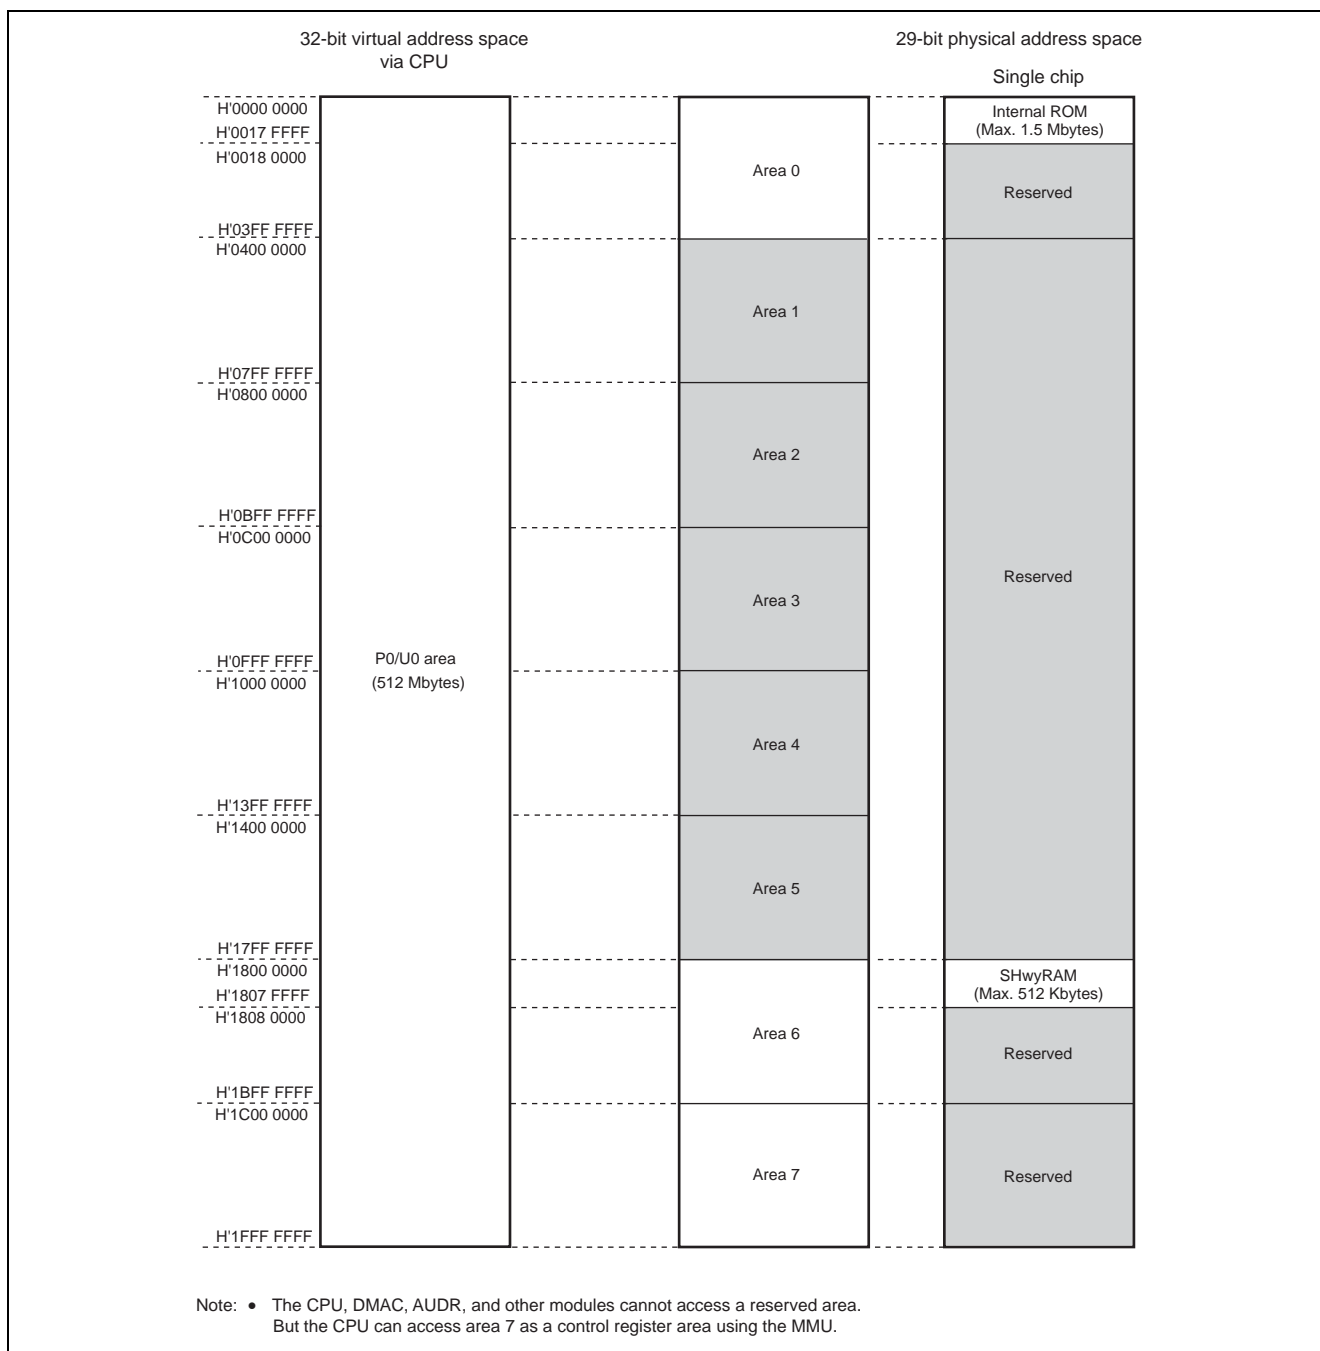 32-bit virtual address space
via CPU
29-bit physical address space
Single chip
H'0000 0000
H'0017 FFFF
H'0018 0000
H'03FF FFFF
H'0400 0000
H'07FF FFFF
H'0800 0000
H'0BFF FFFF
H'0C00 0000
H'0FFF FFFF
H'1000 0000
H'13FF FFFF
H'1400 0000
H'17FF FFFF
H'1800 0000
H'1807 FFFF
H'1808 0000
H'1BFF FFFF
H'1C00 0000
H'1FFF FFFF
P0/U0 area
(512 Mbytes)
Area 0
Area 1
Area 2
Area 3
Area 4
Area 5
Area 6
Area 7
Internal ROM
(Max. 1.5 Mbytes)
Reserved
Reserved
SHwyRAM
(Max. 512 Kbytes)
Reserved
Reserved
Note: • The CPU, DMAC, AUDR, and other modules cannot access a reserved area.
But the CPU can access area 7 as a control register area using the MMU.